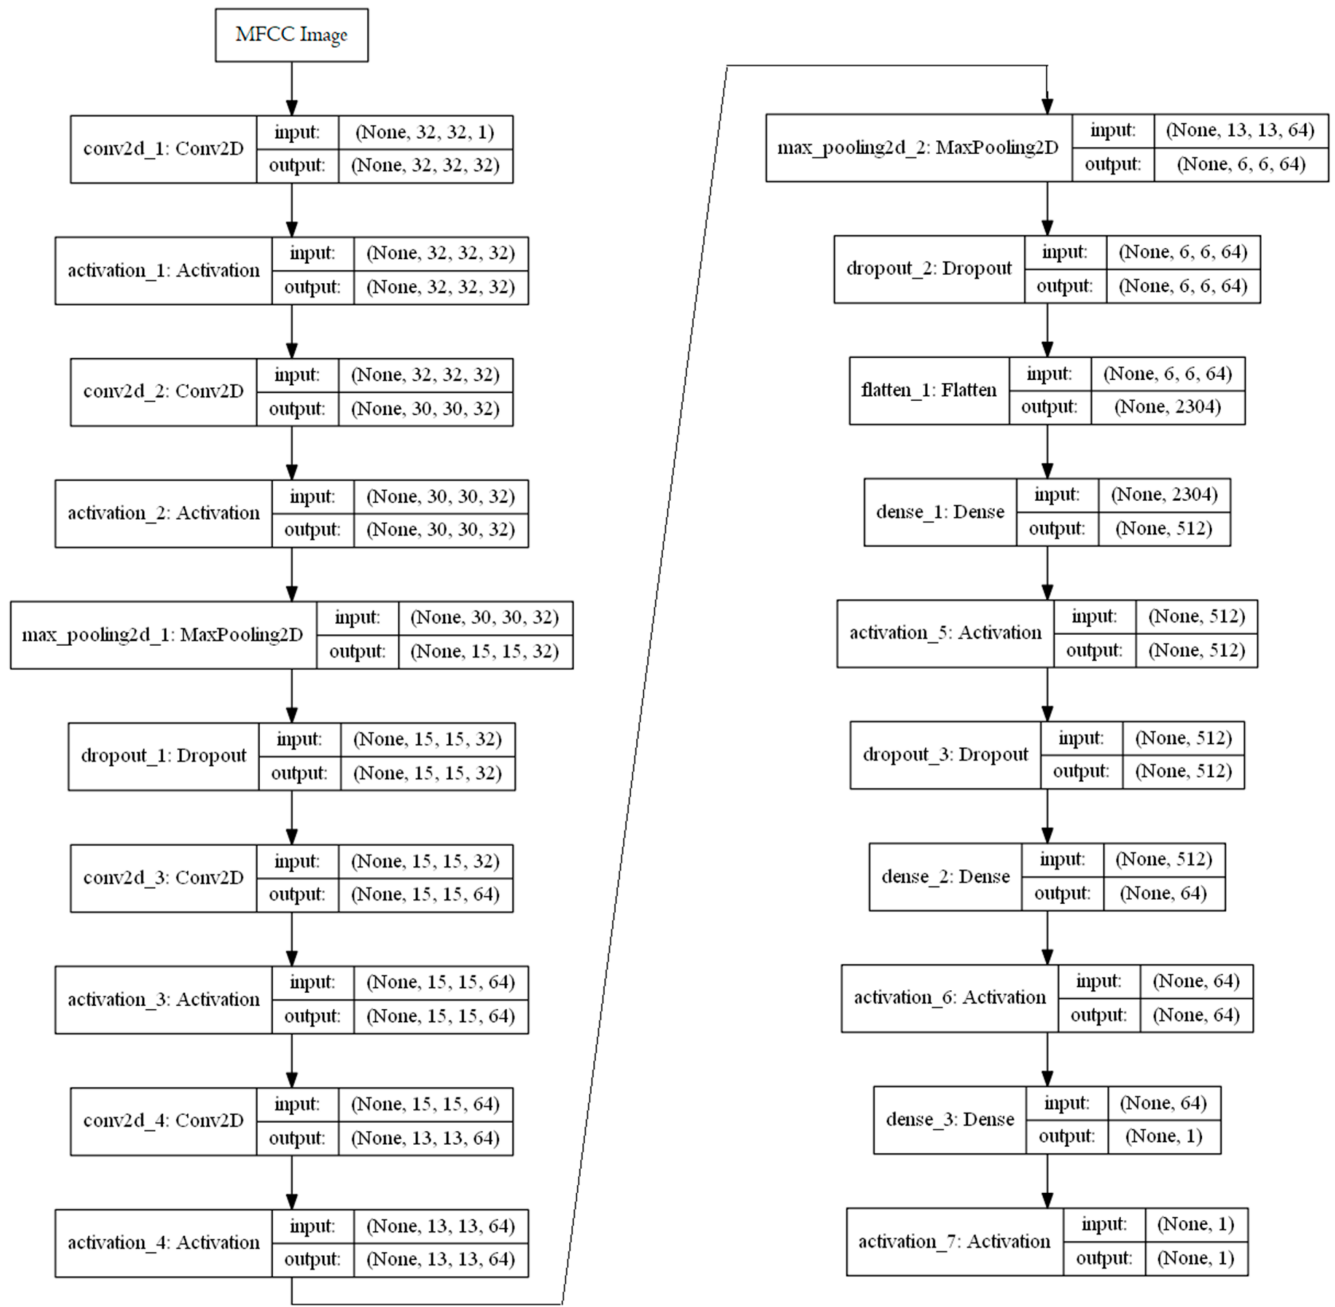 MFCC Image
conv2d_1: Conv2D
input: (None, 32, 32, 1)
output: (None, 32, 32, 32)
activation_1: Activation
input: (None, 32, 32, 32)
output: (None, 32, 32, 32)
conv2d_2: Conv2D
input: (None, 32, 32, 32)
output: (None, 30, 30, 32)
activation_2: Activation
input: (None, 30, 30, 32)
output: (None, 30, 30, 32)
max_pooling2d_1: MaxPooling2D
input: (None, 30, 30, 32)
output: (None, 15, 15, 32)
dropout_1: Dropout
input: (None, 15, 15, 32)
output: (None, 15, 15, 32)
conv2d_3: Conv2D
input: (None, 15, 15, 32)
output: (None, 15, 15, 64)
activation_3: Activation
input: (None, 15, 15, 64)
output: (None, 15, 15, 64)
conv2d_4: Conv2D
input: (None, 15, 15, 64)
output: (None, 13, 13, 64)
activation_4: Activation
input: (None, 13, 13, 64)
output: (None, 13, 13, 64)
max_pooling2d_2: MaxPooling2D
input: (None, 13, 13, 64)
output: (None, 6, 6, 64)
dropout_2: Dropout
input: (None, 6, 6, 64)
output: (None, 6, 6, 64)
flatten_1: Flatten
input: (None, 6, 6, 64)
output: (None, 2304)
dense_1: Dense
input: (None, 2304)
output: (None, 512)
activation_5: Activation
input: (None, 512)
output: (None, 512)
dropout_3: Dropout
input: (None, 512)
output: (None, 512)
dense_2: Dense
input: (None, 512)
output: (None, 64)
activation_6: Activation
input: (None, 64)
output: (None, 64)
dense_3: Dense
input: (None, 64)
output: (None, 1)
activation_7: Activation
input: (None, 1)
output: (None, 1)